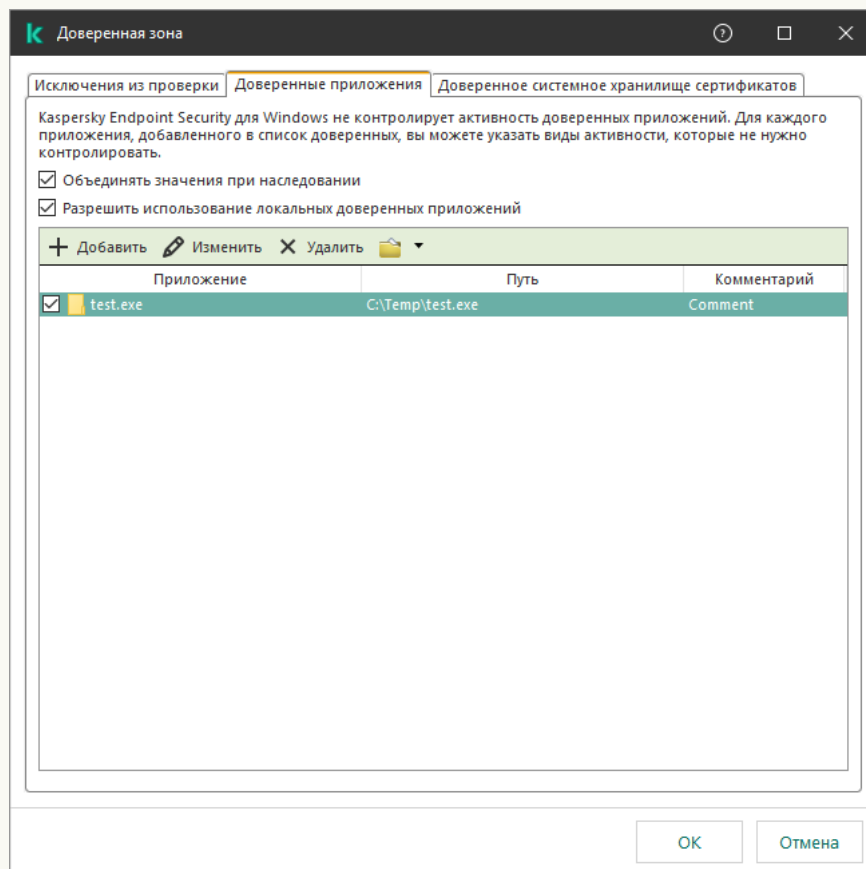 Доверенная зона
Исключения из проверки Доверенные приложения Доверенное системное хранилище сертификатов
Kaspersky Endpoint Security для Windows не контролирует активность доверенных приложений. Для каждого
приложения, добавленного в список доверенных, вы можете указать виды активности, которые не нужно
контролировать.
Объединять значения при наследовании
Разрешить использование локальных доверенных приложений
Добавить Изменить Удалить
Приложение Путь Комментарий
test.exe C:\Temp\test.exe Comment
ОК Отмена